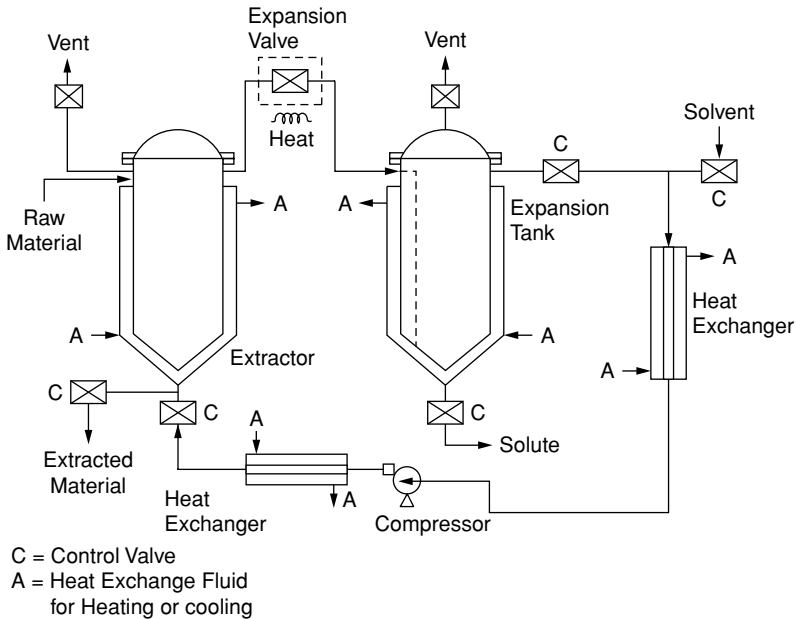 Expansion
Valve
Vent
Vent
Heat
Solvent
C
C
Raw
Material
A
A
Expansion
Tank
A
Heat
Exchanger
A
Extractor
A
A
C
C
C
Solute
Extracted
Material
A
A
Heat
Exchanger
Compressor
C = Control Valve
A = Heat Exchange Fluid
for Heating or cooling